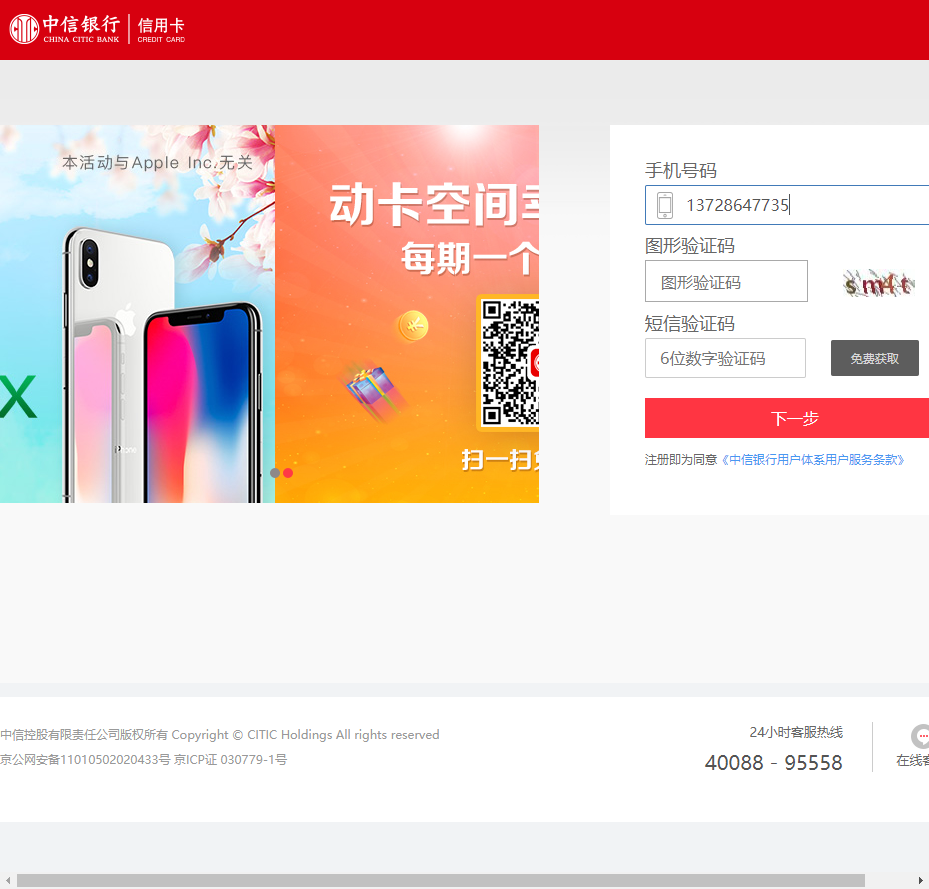 中信银行 信用卡
CHINA CITIC BANK CREDIT CARD
本活动与Apple Inc.无关
X
iPhone
动卡空间
每期一个
扫一扫
手机号码
13728647735
图形验证码
图形验证码
sm4t
短信验证码
6位数字验证码
免费获取
下一步
注册即为同意《中信银行用户体系用户服务条款》
中信控股有限责任公司版权所有 Copyright © CITIC Holdings All rights reserved
京公网安备11010502020433号 京ICP证 030779-1号
24小时客服热线
40088 - 95558
在线客